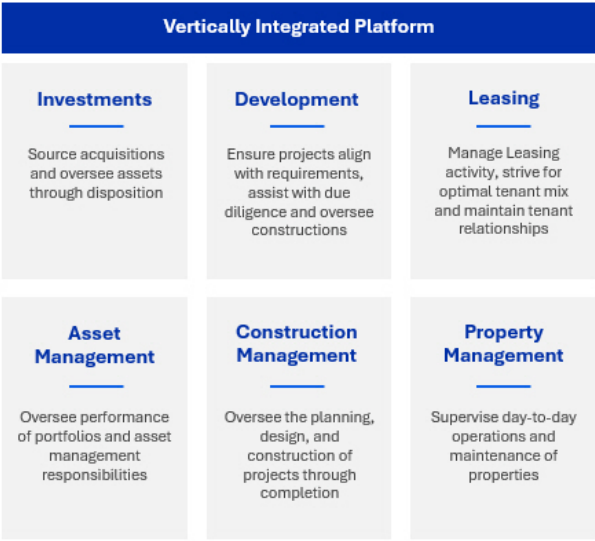 Vertically Integrated Platform
Investments
Source acquisitions
and oversee assets
through disposition
Development
Ensure projects align
with requirements,
assist with due
diligence and oversee
constructions
Leasing
Manage Leasing
activity, strive for
optimal tenant mix
and maintain tenant
relationships
Asset
Management
Oversee performance
of portfolios and asset
management
responsibilities
Construction
Management
Oversee the planning,
design, and
construction of
projects through
completion
Property
Management
Supervise day-to-day
operations and
maintenance of
properties